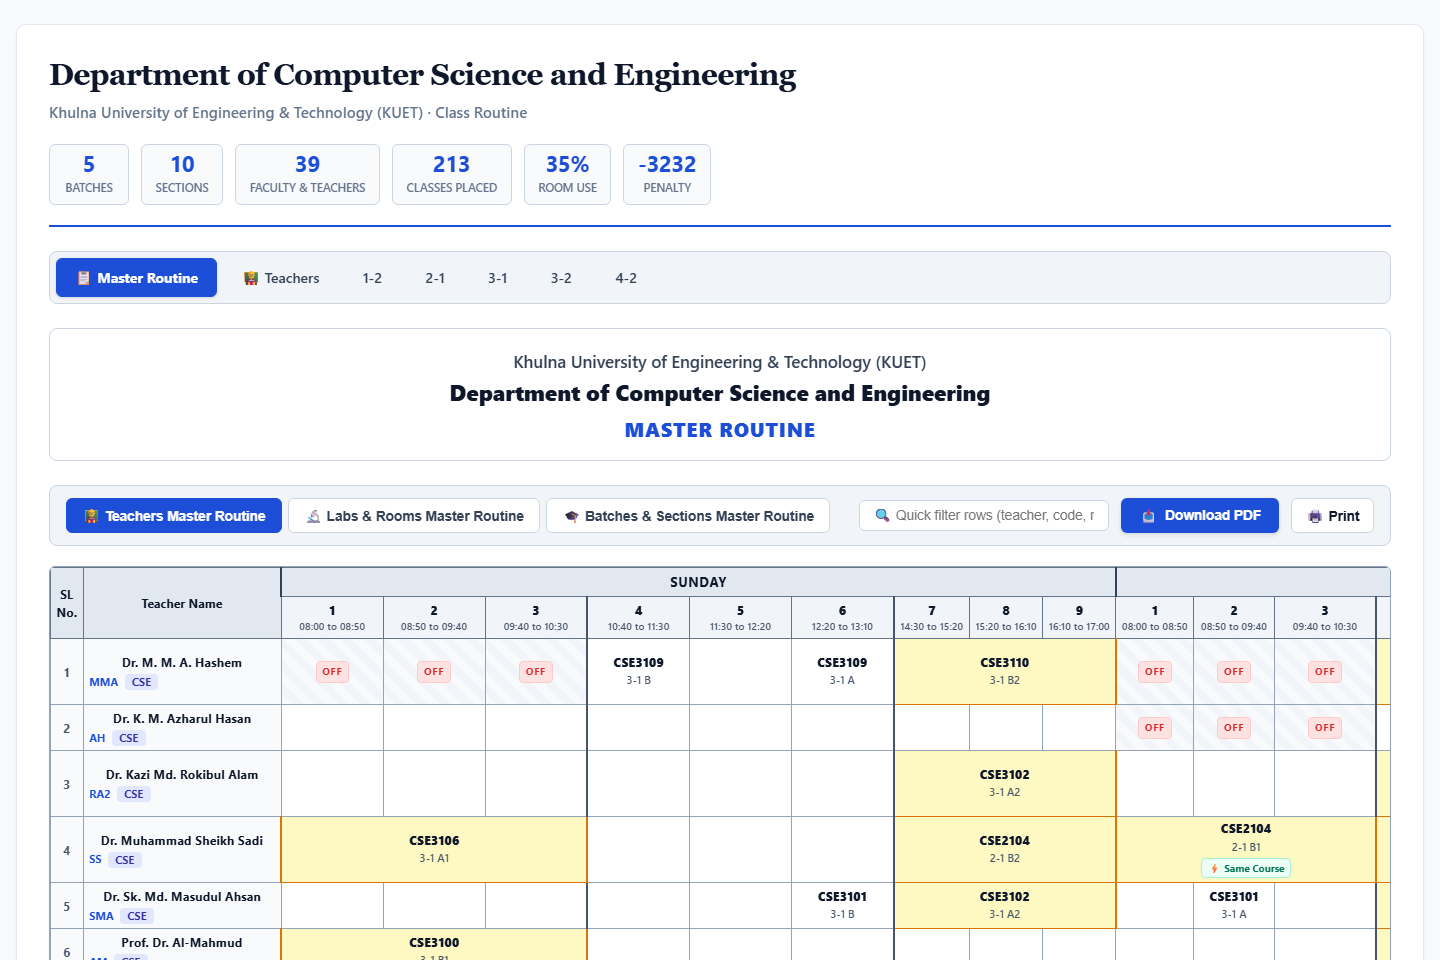 Department of Computer Science and Engineering
Khulna University of Engineering & Technology (KUET) · Class Routine
5 10 39 213 35% -3232
BATCHES SECTIONS FACULTY & TEACHERS CLASSES PLACED ROOM USE PENALTY
Master Routine Teachers 1-2 2-1 3-1 3-2 4-2
Khulna University of Engineering & Technology (KUET)
Department of Computer Science and Engineering
MASTER ROUTINE
Teachers Master Routine Labs & Rooms Master Routine Batches & Sections Master Routine Quick filter rows (teacher, code, r Download PDF Print
SL No. Teacher Name SUNDAY
1 2 3 4 5 6 7 8 9 1 2 3
08:00 to 08:50 08:50 to 09:40 09:40 to 10:30 10:40 to 11:30 11:30 to 12:20 12:20 to 13:10 14:30 to 15:20 15:20 to 16:10 16:10 to 17:00 08:00 to 08:50 08:50 to 09:40 09:40 to 10:30
1 Dr. M. M. A. Hashem OFF OFF OFF CSE3109 CSE3109 CSE3110 OFF OFF OFF
MMA CSE 3-1 B 3-1 A 3-1 B2
2 Dr. K. M. Azharul Hasan OFF OFF OFF
AH CSE
3 Dr. Kazi Md. Rokibul Alam CSE3102
RA2 CSE 3-1 A2
4 Dr. Muhammad Sheikh Sadi CSE3106 CSE2104 CSE2104
SS CSE 3-1 A1 2-1 B2 2-1 B1
Same Course
5 Dr. Sk. Md. Masudul Ahsan CSE3101 CSE3102 CSE3101
SMA CSE 3-1 B 3-1 A2 3-1 A
6 Prof. Dr. Al-Mahmud CSE3100